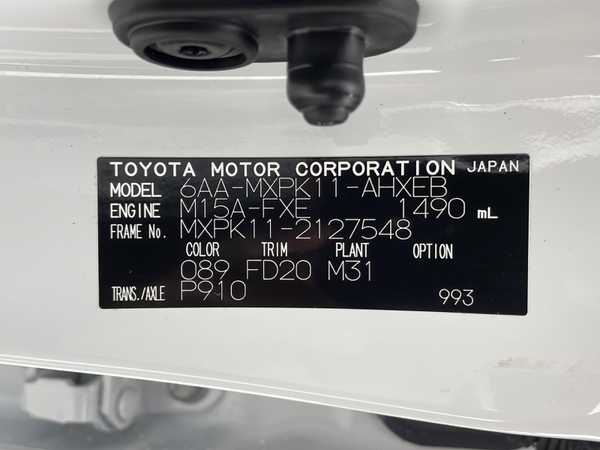 TOYOTA MOTOR CORPORATION JAPAN
MODEL 6AA-MXPK11-AHXEB
ENGINE M15A-FXE 1490 mL
FRAME No. MXPK11-2127548
COLOR TRIM PLANT OPTION
089 FD20 M31
TRANS./AXLE P910 993